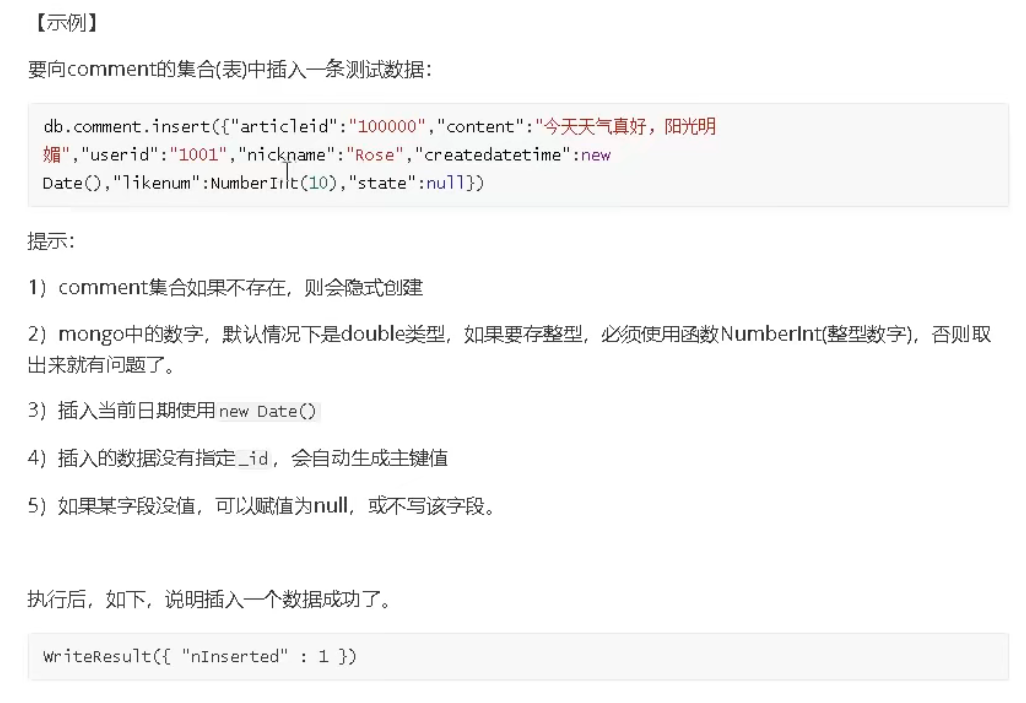 【示例】
要向comment的集合(表)中插入一条测试数据：
db.comment.insert({"articleid":"100000","content":"今天天气真好，阳光明
媚","userid":"1001","nickname":"Rose","createdatetime":new
Date(),"likenum":NumberInt(10),"state":null})
提示：
1）comment集合如果不存在，则会隐式创建
2）mongo中的数字，默认情况下是double类型，如果要存整型，必须使用函数NumberInt(整型数字)，否则取
出来就有问题了。
3）插入当前日期使用 new Date()
4）插入的数据没有指定 _id ，会自动生成主键值
5）如果某字段没值，可以赋值为null，或不写该字段。
执行后，如下，说明插入一个数据成功了。
WriteResult({ "nInserted" : 1 })